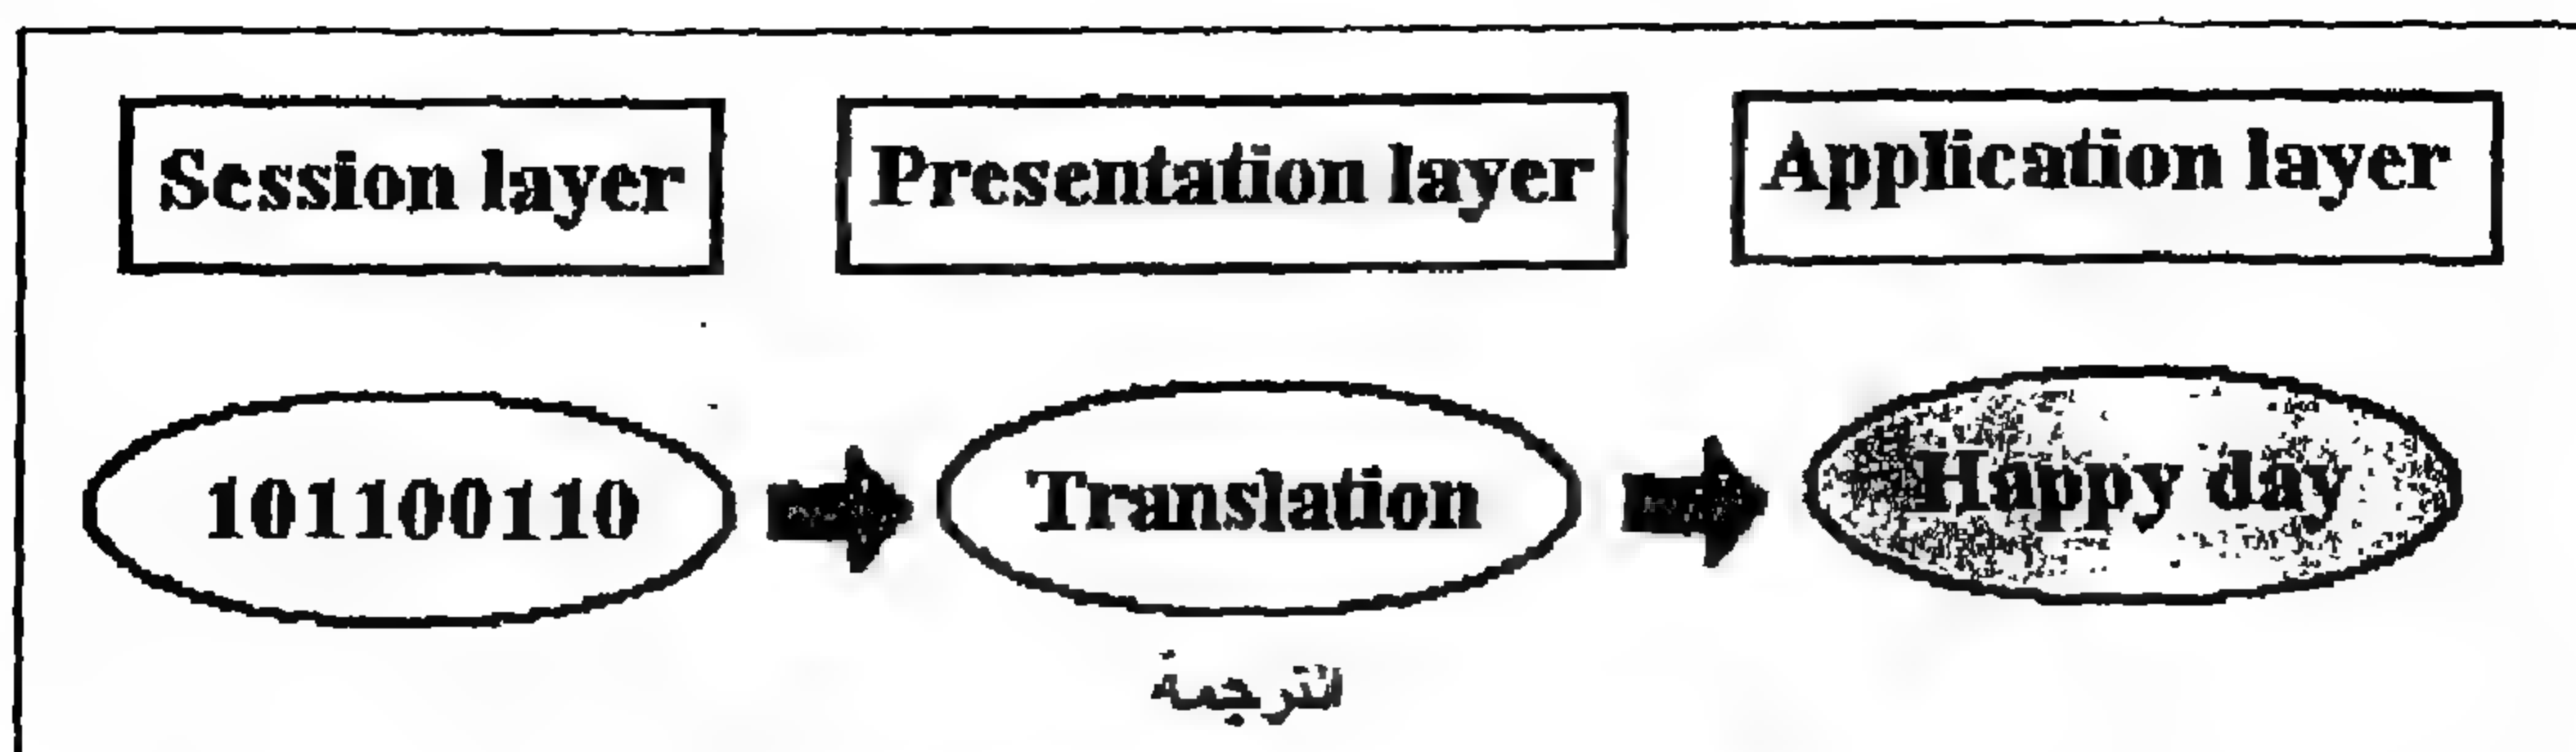 Session layer Presentation layer Application layer
101100110 Translation Happy day
الترجمة